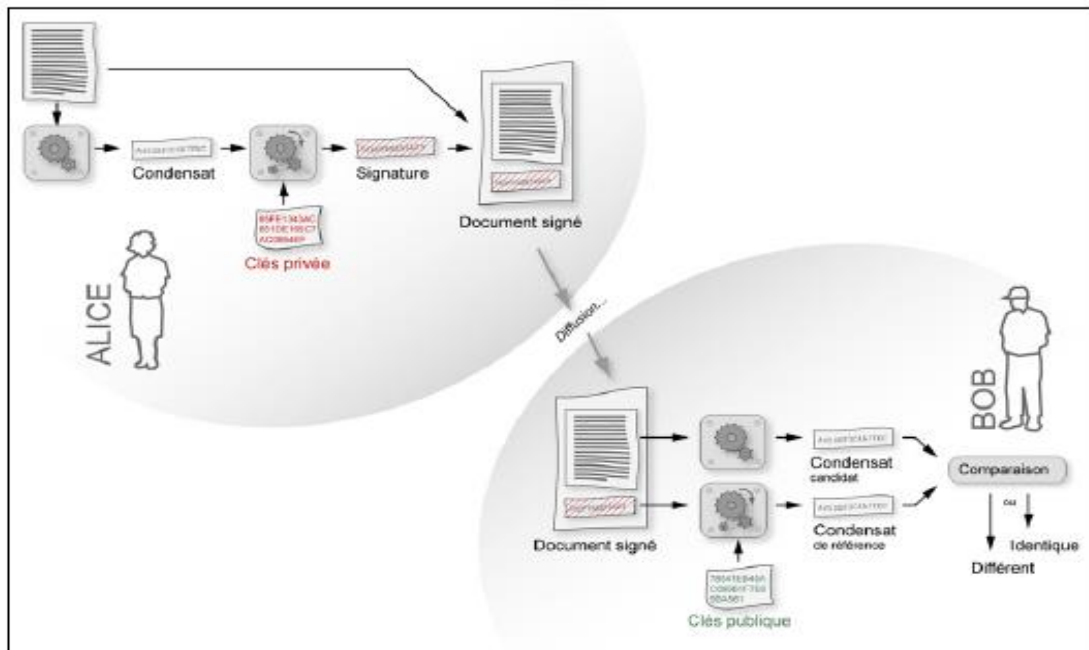 Condensat
Signature
Clés privée
Document signé
ALICE
Diffusion...
BOB
Condensat
candidat
Comparaison
Document signé
Condensat
de référence
ou
Identique
Différent
Clés publique